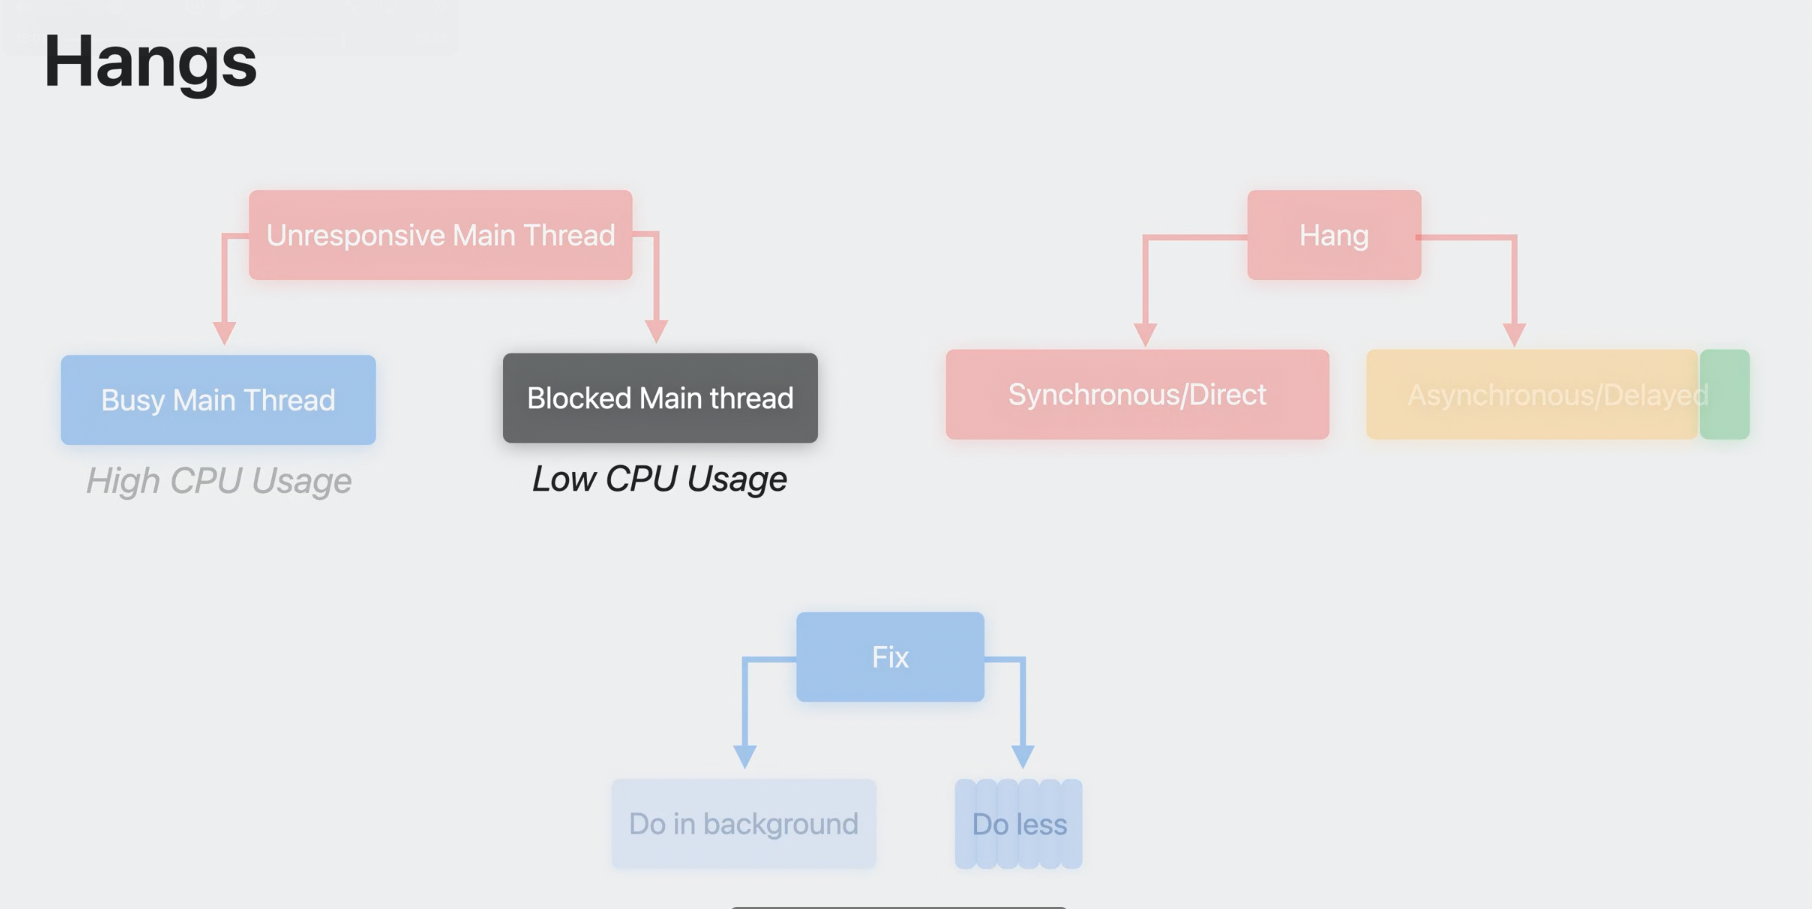 Hangs
Unresponsive Main Thread
Busy Main Thread
High CPU Usage
Blocked Main thread
Low CPU Usage
Hang
Synchronous/Direct
Asynchronous/Delayed
Fix
Do in background
Do less